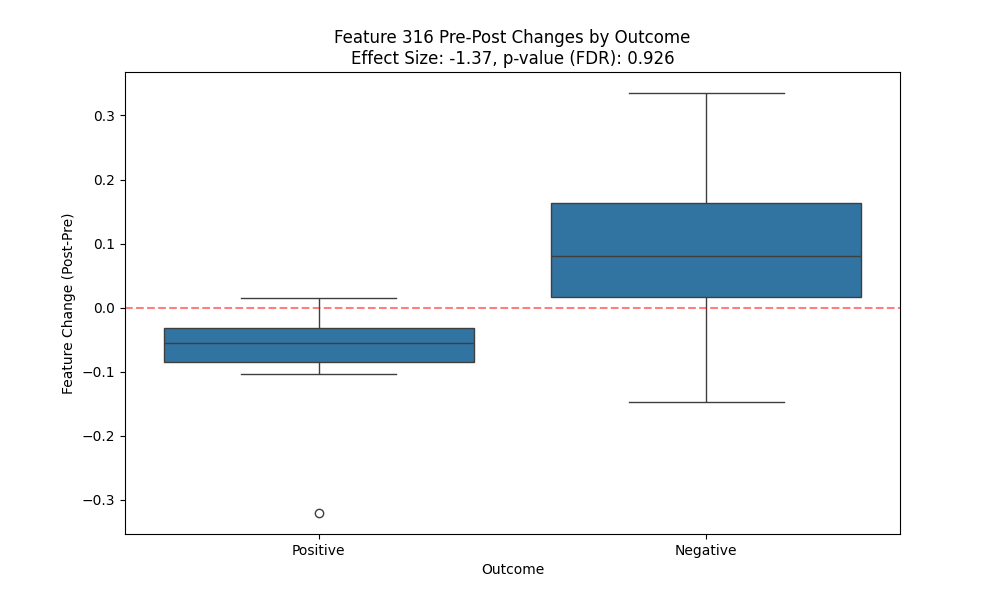 Feature 316 Pre-Post Changes by Outcome
Effect Size: -1.37, p-value (FDR): 0.926
Feature Change (Post-Pre)
0.3
0.2
0.1
0.0
−0.1
−0.2
−0.3
Positive
Negative
Outcome